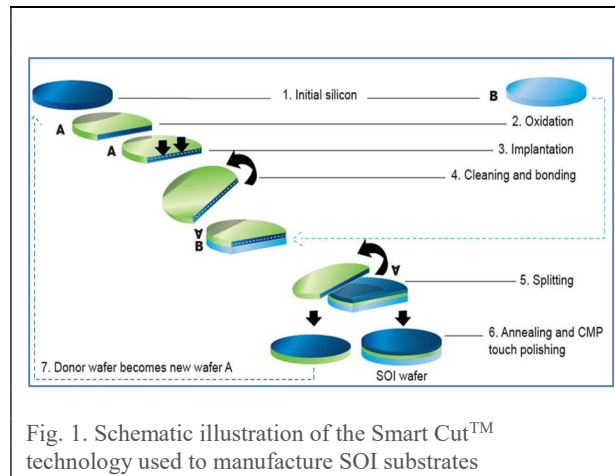 1. Initial silicon
B
A
2. Oxidation
A
3. Implantation
4. Cleaning and bonding
A
B
A
5. Splitting
6. Annealing and CMP
touch polishing
7. Donor wafer becomes new wafer A
SOI wafer
Fig. 1. Schematic illustration of the Smart Cut™
technology used to manufacture SOI substrates